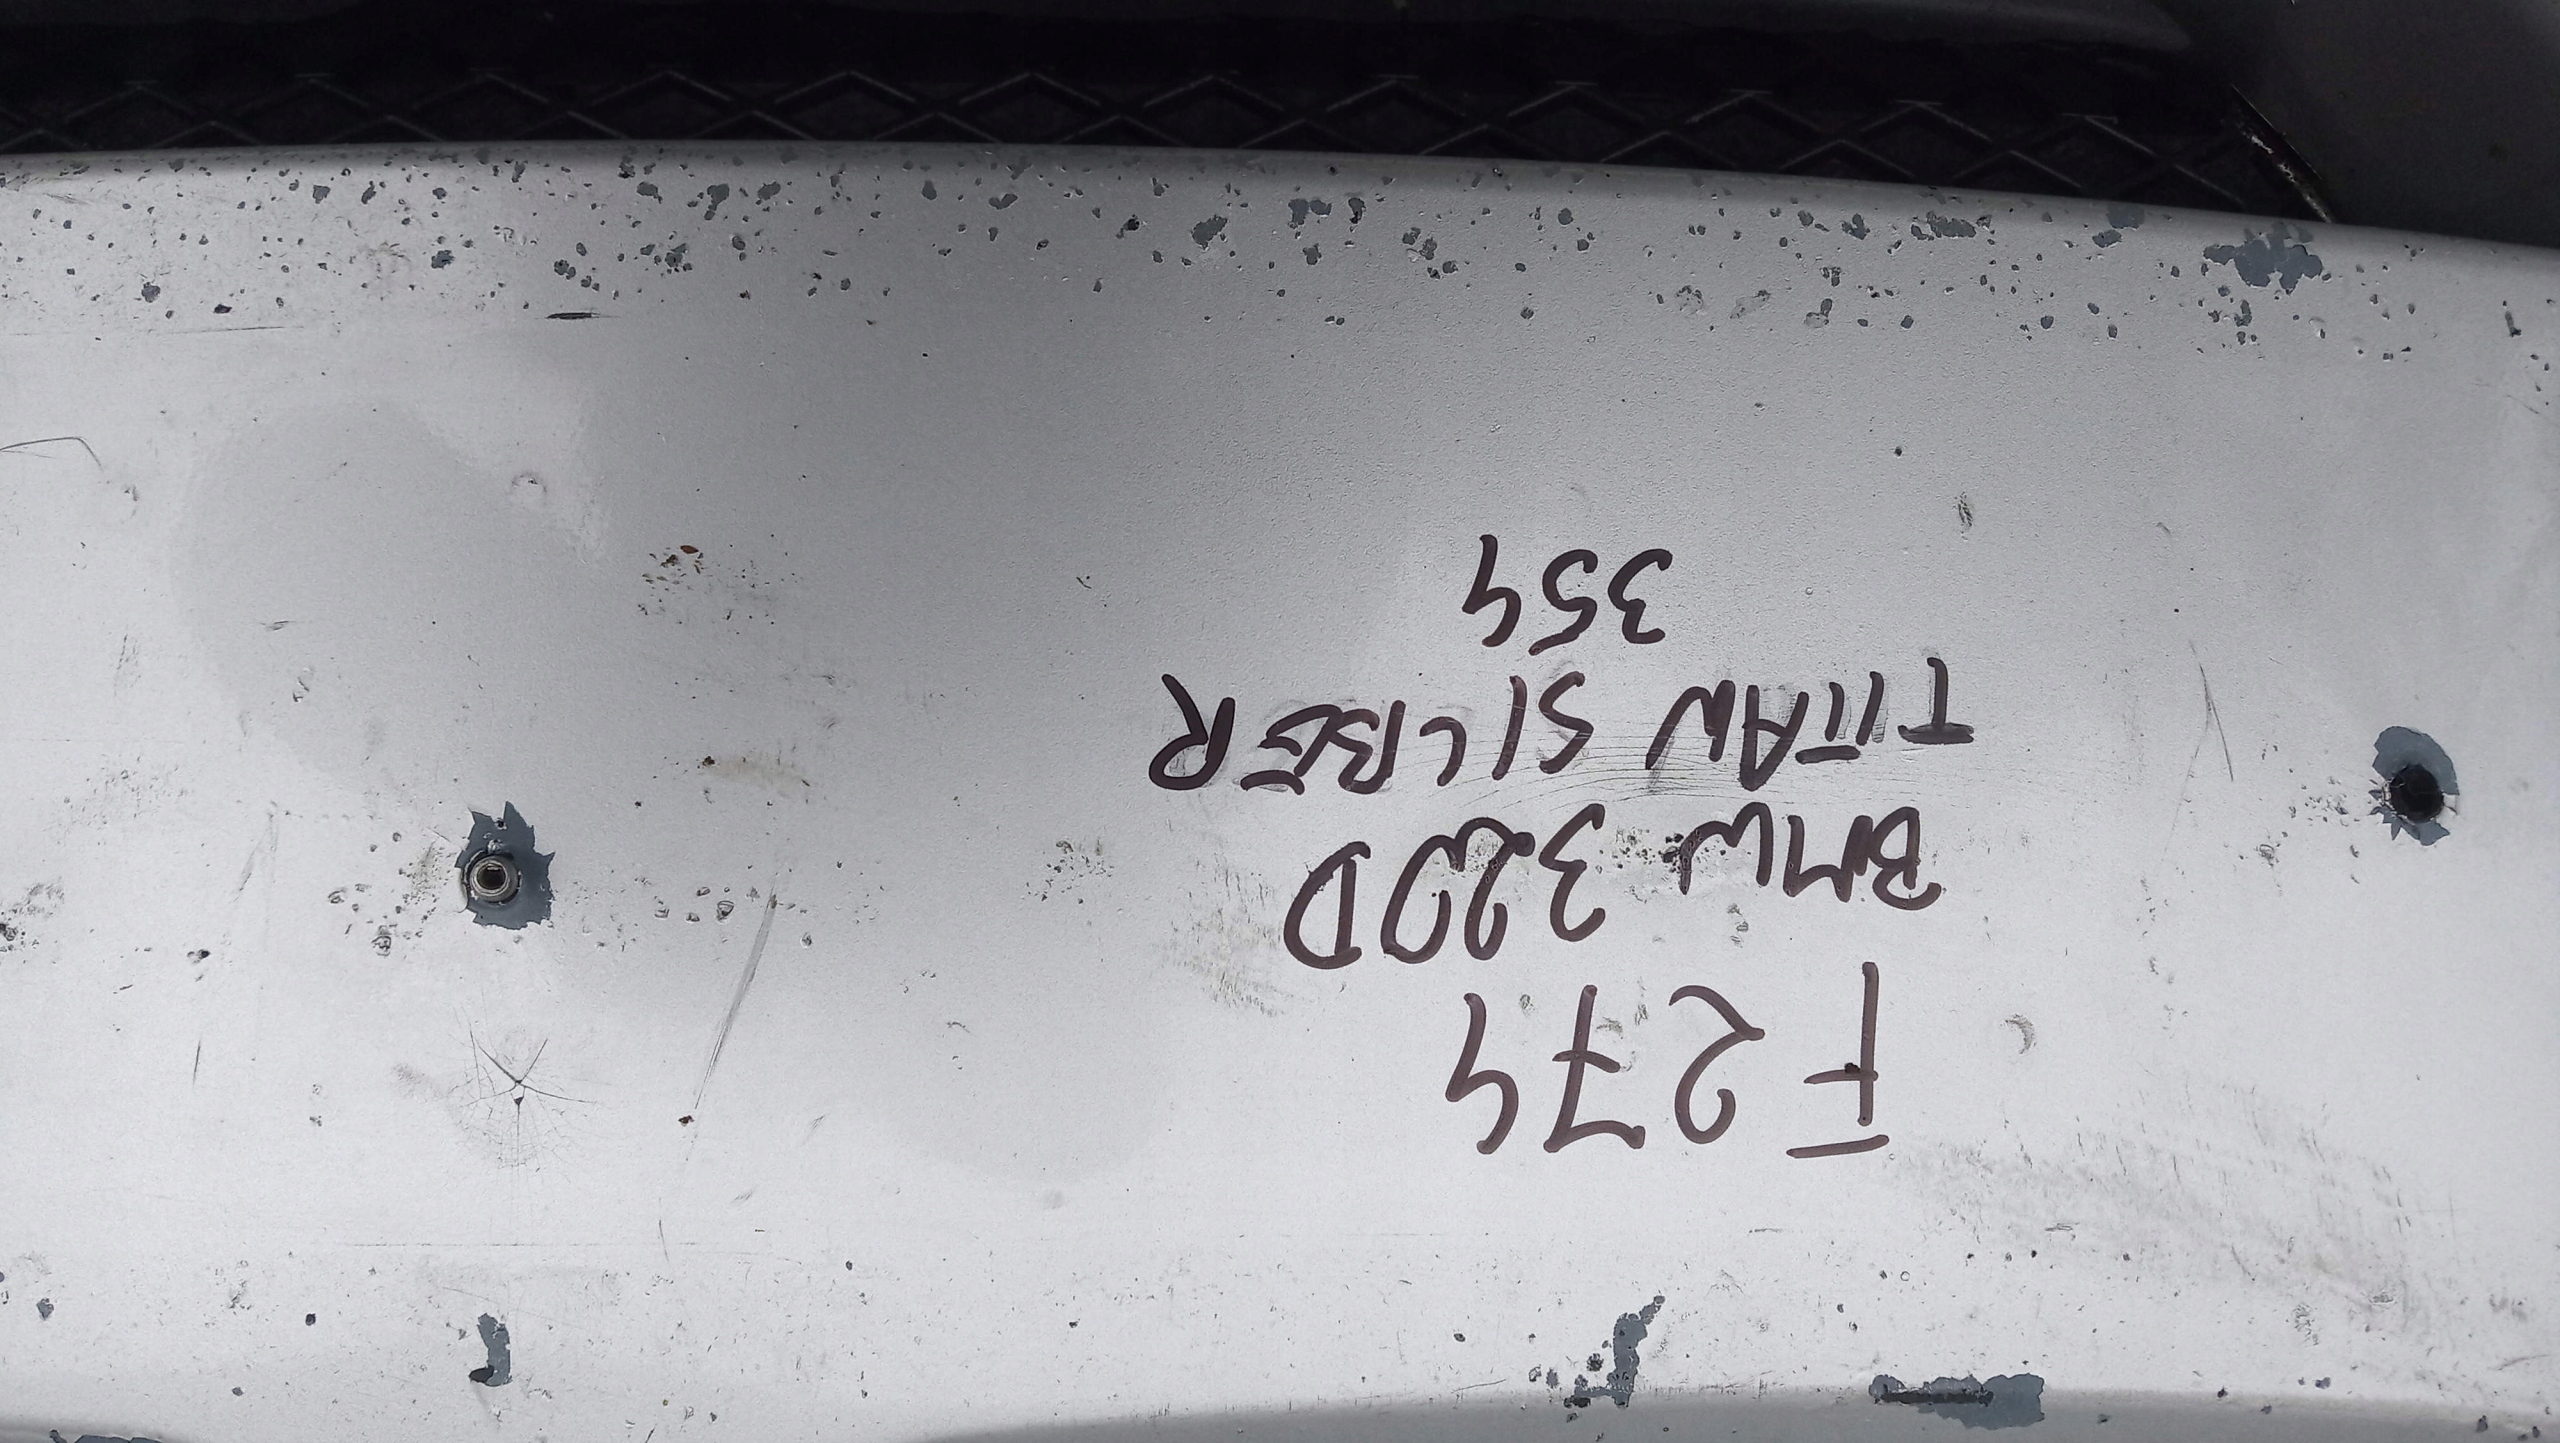 F274
BMW 320D
TITAN SILBER
354